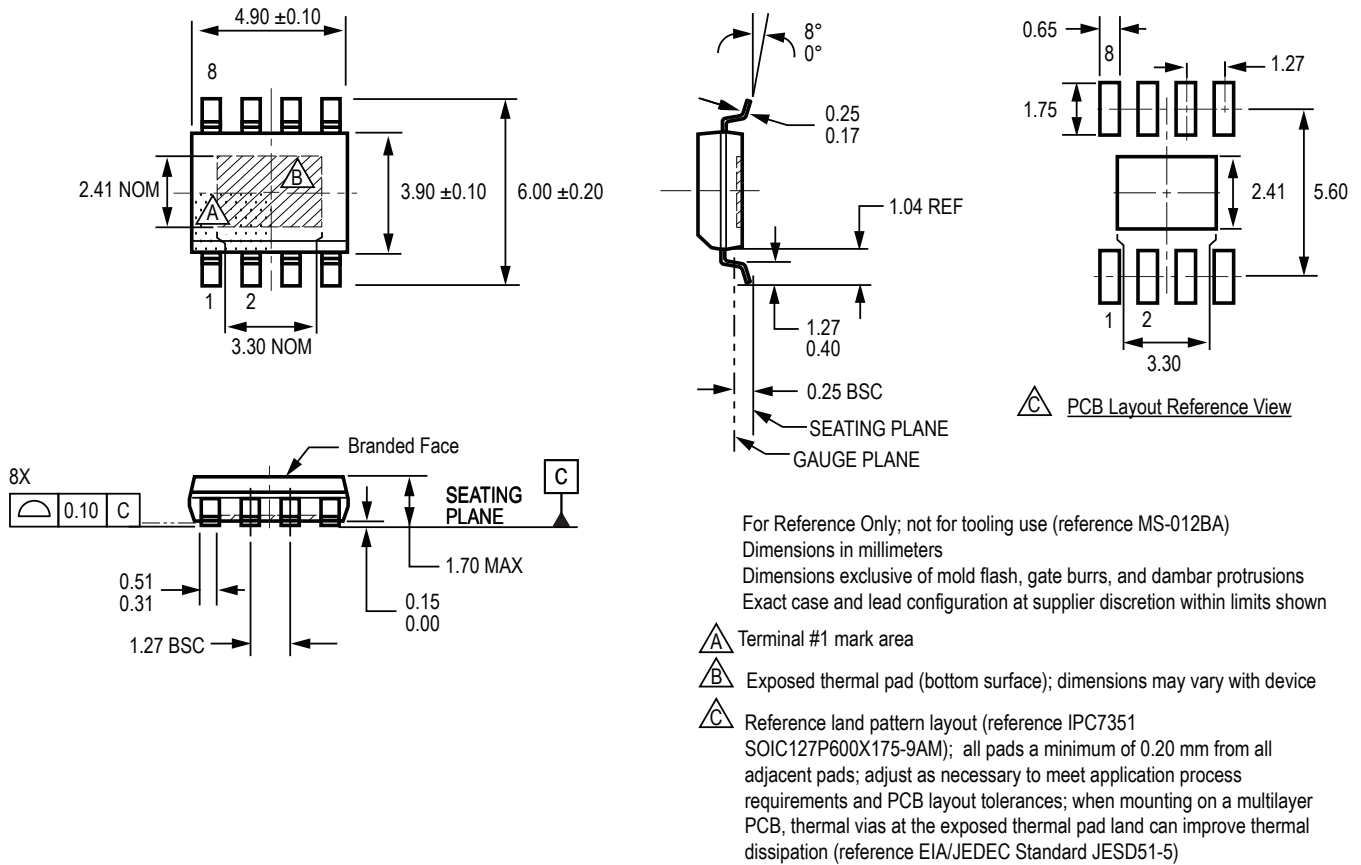 4.90 ±0.10
8
B
A
2.41 NOM
3.90 ±0.10
6.00 ±0.20
1
2
3.30 NOM
8°
0°
0.25
0.17
1.04 REF
1.27
0.40
0.25 BSC
SEATING PLANE
GAUGE PLANE
0.65
8
1.27
1.75
2.41
5.60
1
2
3.30
C PCB Layout Reference View
8X
0.10 C
Branded Face
SEATING
PLANE
C
1.70 MAX
0.51
0.31
0.15
0.00
1.27 BSC
For Reference Only; not for tooling use (reference MS-012BA)
Dimensions in millimeters
Dimensions exclusive of mold flash, gate burrs, and dambar protrusions
Exact case and lead configuration at supplier discretion within limits shown
A Terminal #1 mark area
B Exposed thermal pad (bottom surface); dimensions may vary with device
C Reference land pattern layout (reference IPC7351
SOIC127P600X175-9AM); all pads a minimum of 0.20 mm from all
adjacent pads; adjust as necessary to meet application process
requirements and PCB layout tolerances; when mounting on a multilayer
PCB, thermal vias at the exposed thermal pad land can improve thermal
dissipation (reference EIA/JEDEC Standard JESD51-5)